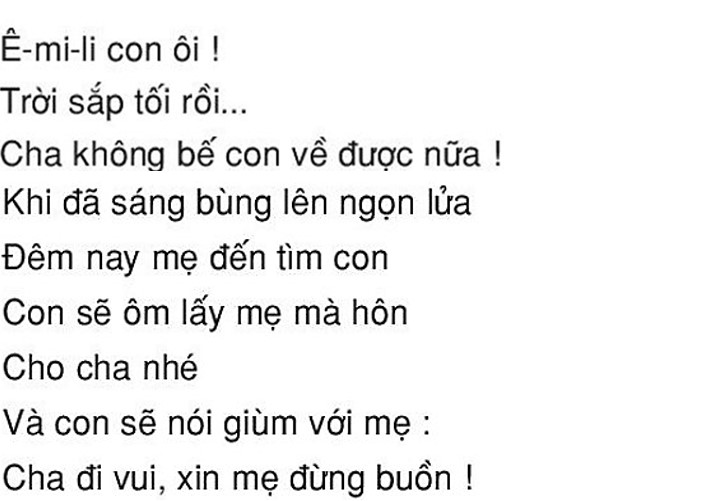 Ê-mi-li con ôi !
Trời sắp tối rồi...
Cha không bế con về được nữa !
Khi đã sáng bùng lên ngọn lửa
Đêm nay mẹ đến tìm con
Con sẽ ôm lấy mẹ mà hôn
Cho cha nhé
Và con sẽ nói giùm với mẹ :
Cha đi vui, xin mẹ đừng buồn !